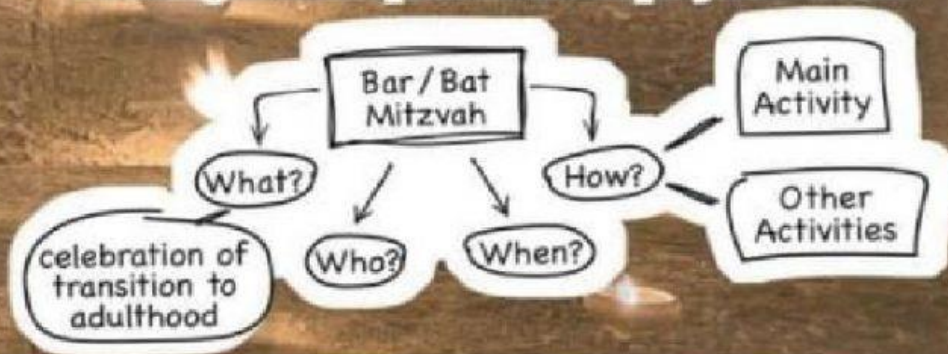 Bar / Bat
Mitzvah
Main
Activity
What?
How?
Other
Activities
Who?
When?
celebration of
transition to
adulthood